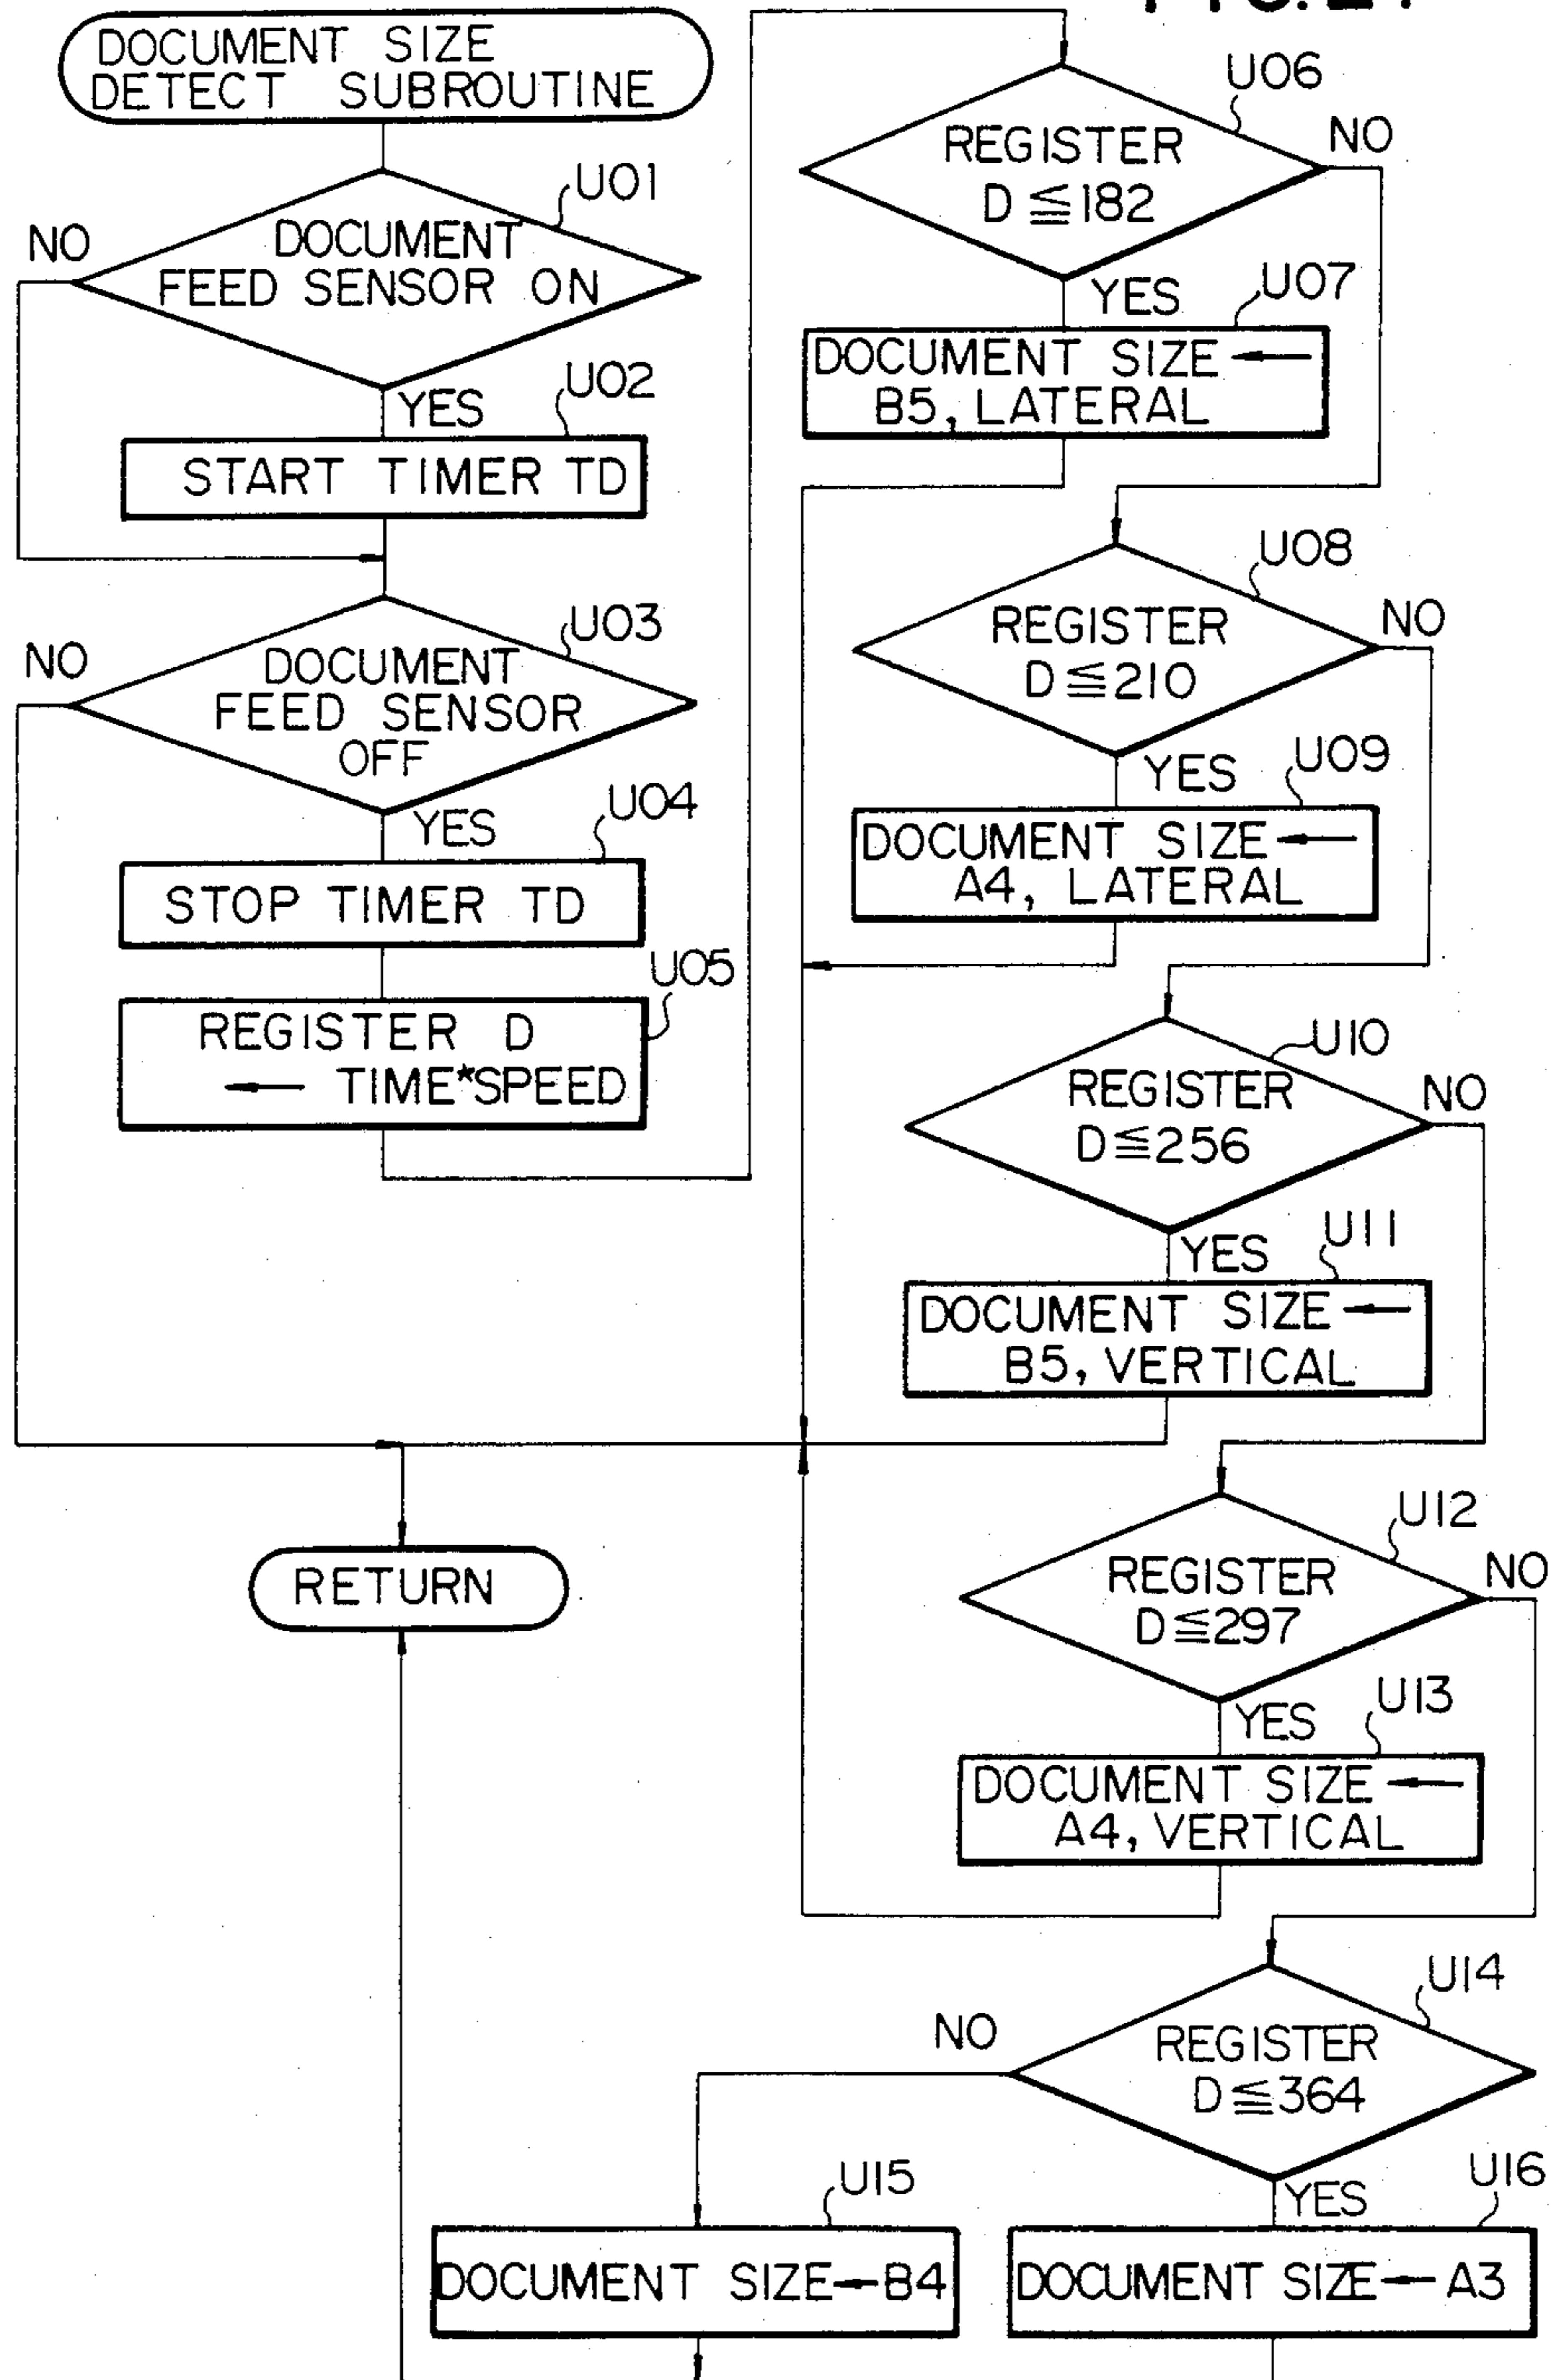 DOCUMENT SIZE
DETECT SUBROUTINE
U01
NO
DOCUMENT
FEED SENSOR ON
YES
U02
START TIMER TD
U03
NO
DOCUMENT
FEED SENSOR
OFF
YES
U04
STOP TIMER TD
U05
REGISTER D
← TIME*SPEED
RETURN
U06
REGISTER
D ≦ 182
NO
YES
U07
DOCUMENT SIZE ←
B5, LATERAL
U08
REGISTER
D ≦ 210
NO
YES
U09
DOCUMENT SIZE ←
A4, LATERAL
U10
REGISTER
D ≦ 256
NO
YES
U11
DOCUMENT SIZE ←
B5, VERTICAL
U12
REGISTER
D ≦ 297
NO
YES
U13
DOCUMENT SIZE ←
A4, VERTICAL
U14
NO
REGISTER
D ≦ 364
YES
U15
DOCUMENT SIZE ← B4
U16
DOCUMENT SIZE ← A3